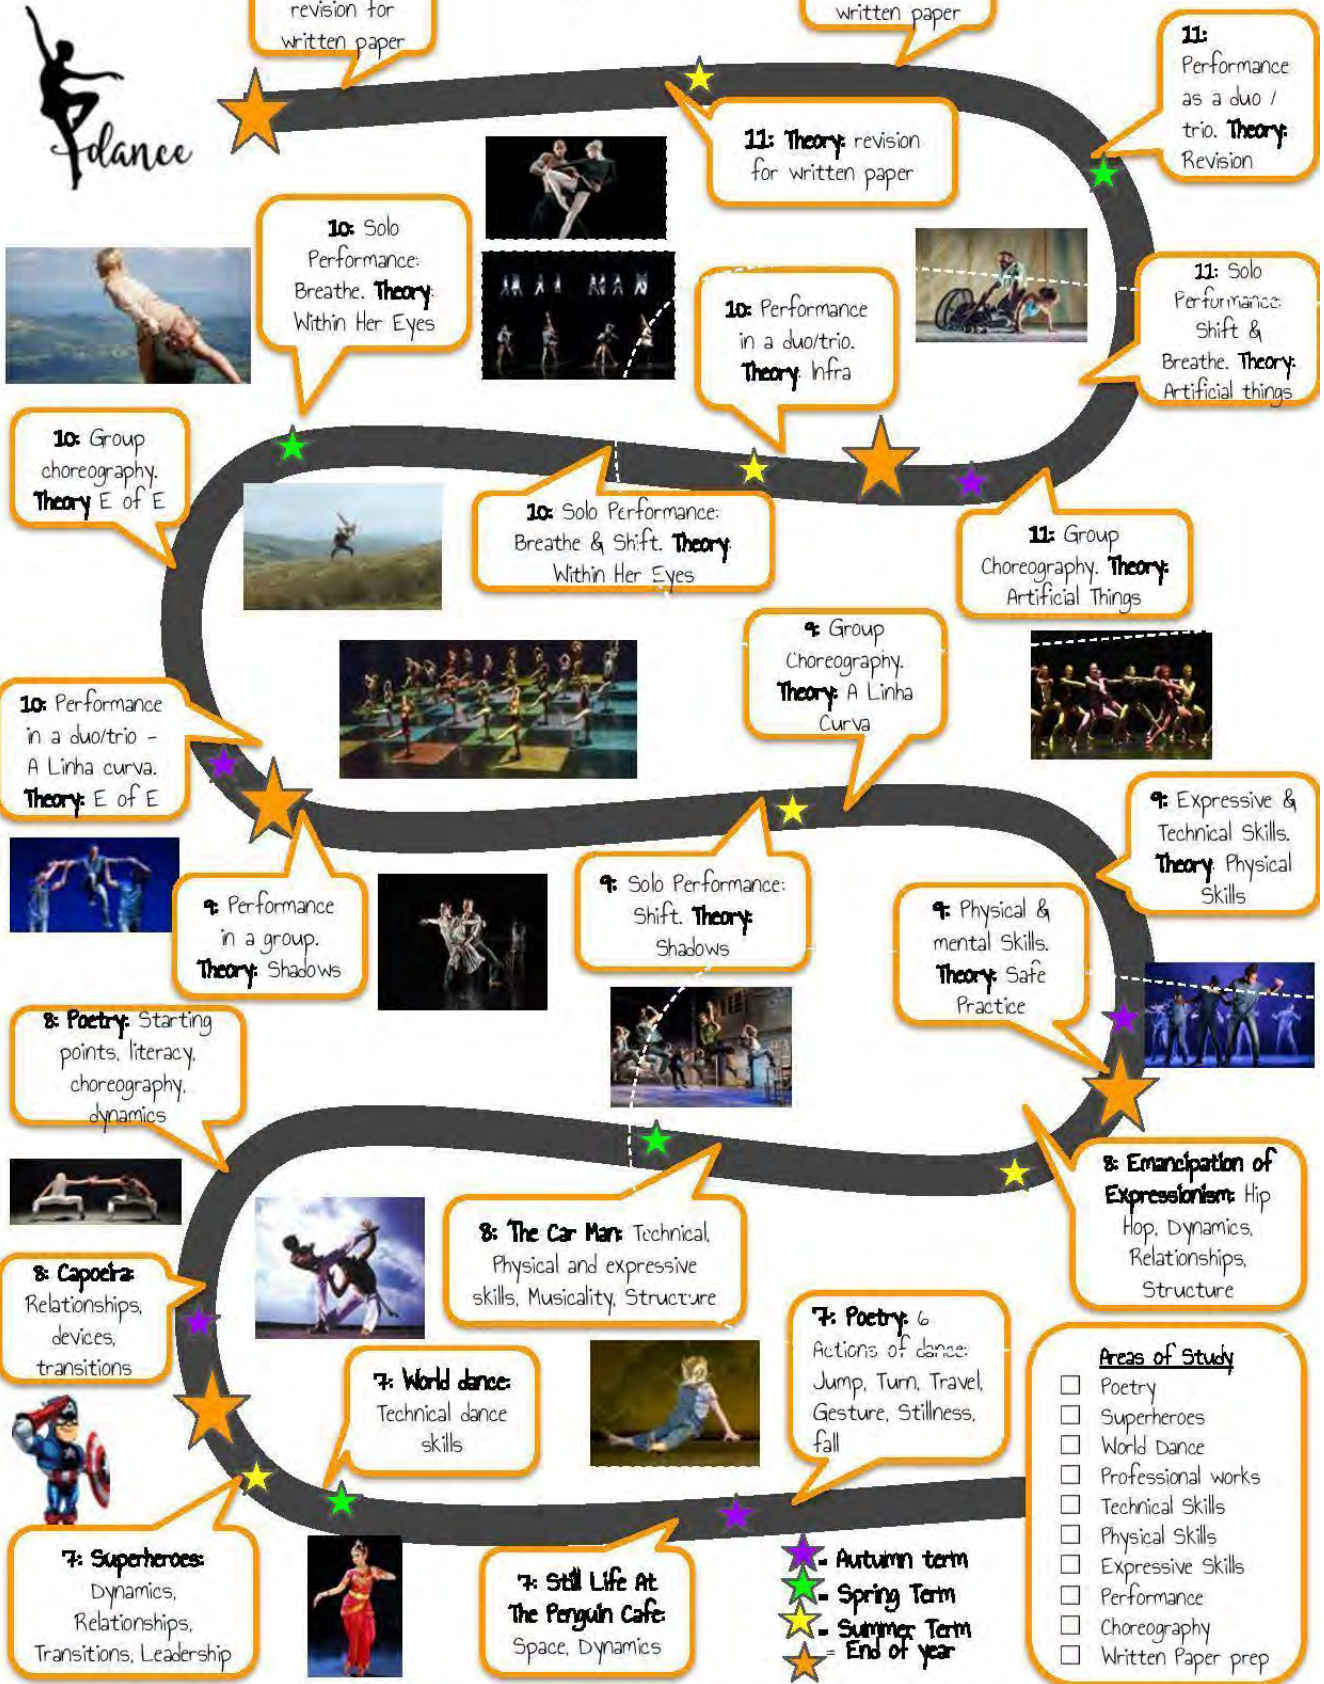 revision for
written paper
written paper
dance
11:
Performance
as a duo /
trio. Theory:
Revision
11: Theory: revision
for written paper
10: Solo
Performance:
Breathe. Theory:
Within Her Eyes
10: Performance
in a duo/trio.
Theory: Infra
11: Solo
Performance:
Shift &
Breathe. Theory:
Artificial things
10: Group
choreography.
Theory E of E
10: Solo Performance:
Breathe & Shift. Theory:
Within Her Eyes
11: Group
Choreography. Theory:
Artificial Things
9: Group
Choreography.
Theory: A Linha
Curva
10: Performance
in a duo/trio -
A Linha curva.
Theory: E of E
9: Expressive &
Technical Skills.
Theory: Physical
Skills
9: Performance
in a group.
Theory: Shadows
9: Solo Performance:
Shift. Theory:
Shadows
9: Physical &
mental Skills.
Theory: Safe
Practice
8: Poetry: Starting
points, literacy,
choreography,
dynamics
8: Emancipation of
Expressionism: Hip
Hop, Dynamics,
Relationships,
Structure
8: The Car Man: Technical,
Physical and expressive
skills, Musicality, Structure
8: Capoeira:
Relationships,
devices,
transitions
7: Poetry: 6
Actions of dance:
Jump, Turn, Travel,
Gesture, Stillness,
fall
7: World dance:
Technical dance
skills
7: Superheroes:
Dynamics,
Relationships,
Transitions, Leadership
7: Still Life At
The Penguin Cafe:
Space, Dynamics
= Autumn term
= Spring Term
= Summer Term
= End of year
Areas of Study
Poetry
Superheroes
World Dance
Professional works
Technical Skills
Physical Skills
Expressive Skills
Performance
Choreography
Written Paper prep